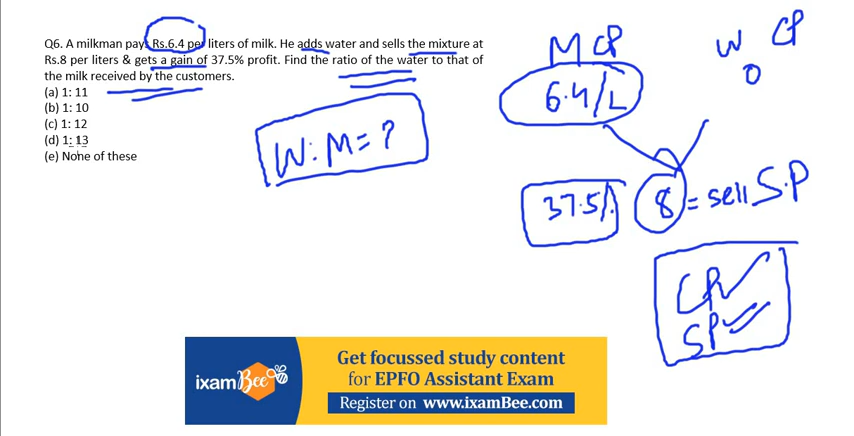 Q6. A milkman pays Rs.6.4 per liters of milk. He adds water and sells the mixture at
Rs.8 per liters & gets a gain of 37.5% profit. Find the ratio of the water to that of
the milk received by the customers.
(a) 1: 11
(b) 1: 10
(c) 1: 12
(d) 1: 13
(e) None of these
W:M=?
M CP
6.4/L
W CP
0
37.5%
8 = sell S.P
CP
SP
ixamBee
Get focussed study content
for EPFO Assistant Exam
Register on www.ixamBee.com